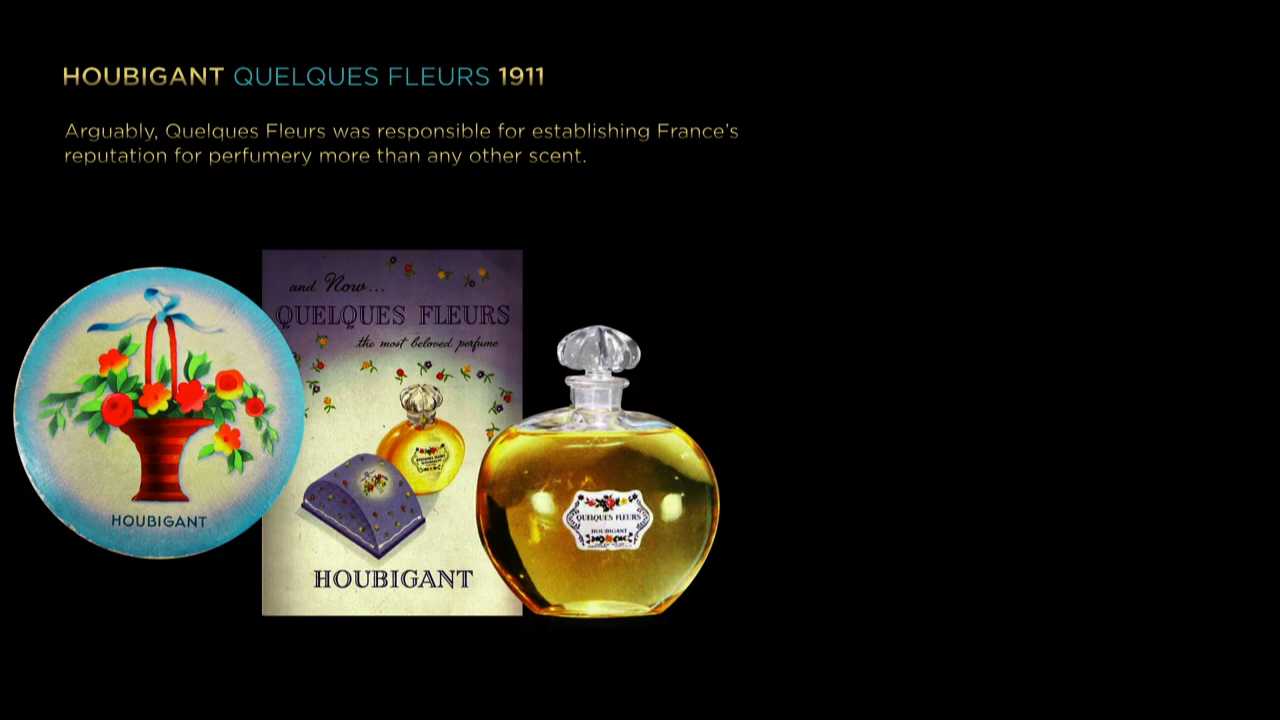 HOUBIGANT QUELQUES FLEURS 1911
Arguably, Quelques Fleurs was responsible for establishing France's
reputation for perfumery more than any other scent.
HOUBIGANT
and Now...
QUELQUES FLEURS
the most beloved perfume
HOUBIGANT
QUELQUES FLEURS
HOUBIGANT